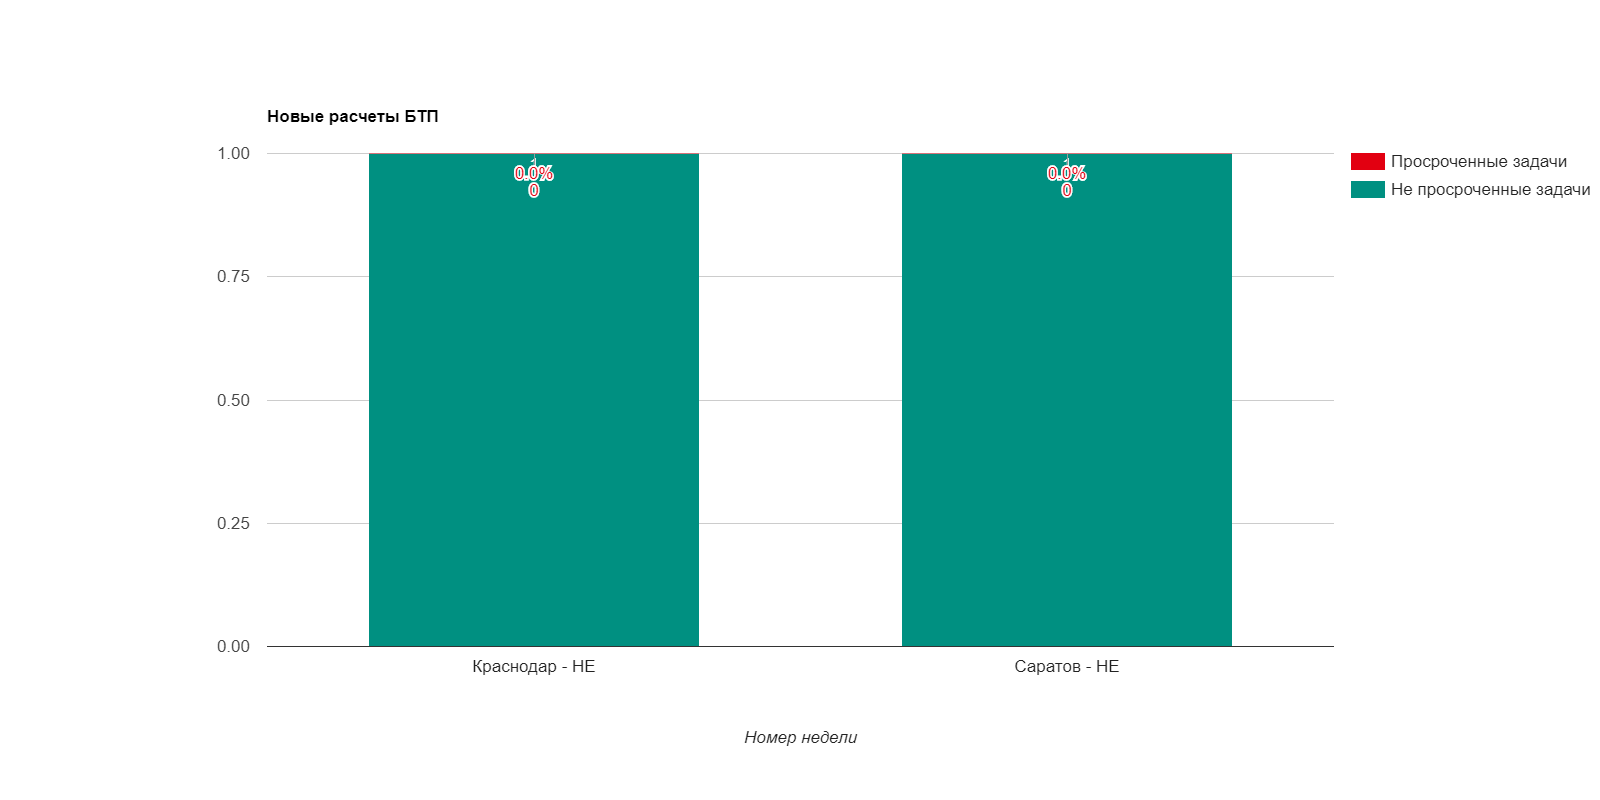 Новые расчеты БТП
1.00
0.75
0.50
0.25
0.00
0.0%
0
0.0%
0
Краснодар - НЕ
Саратов - НЕ
Номер недели
Просроченные задачи
Не просроченные задачи